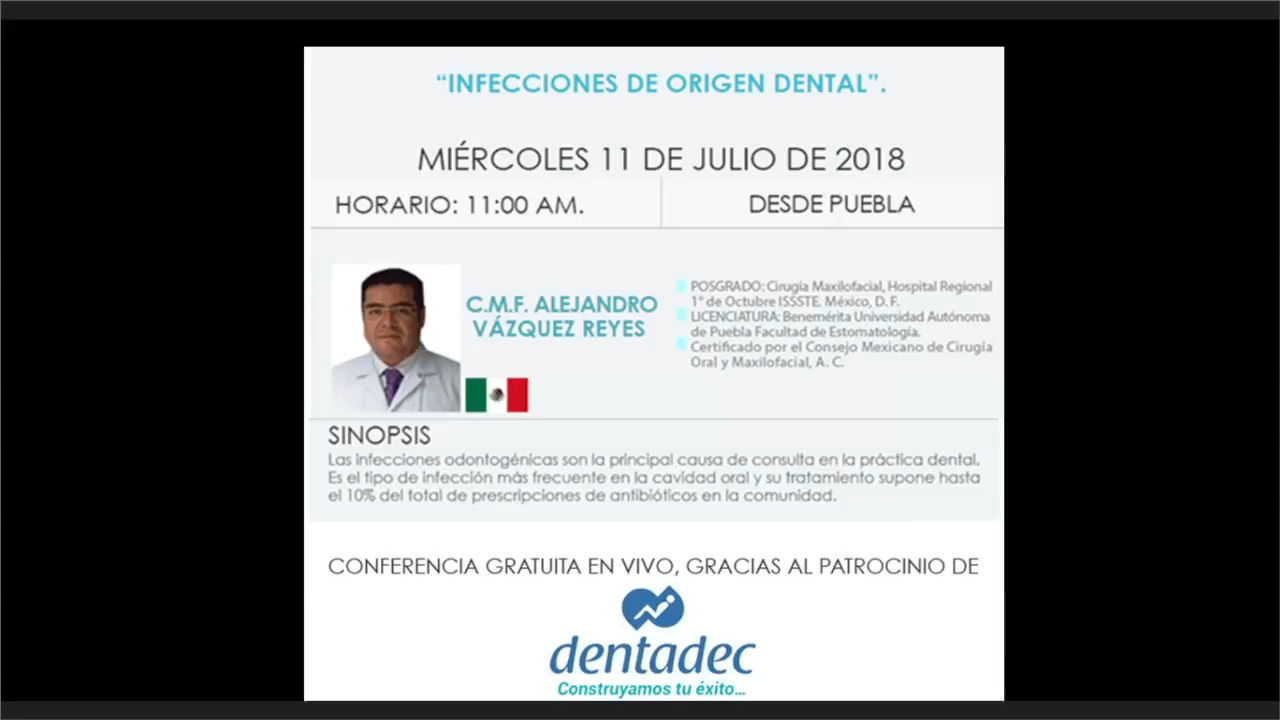 “INFECCIONES DE ORIGEN DENTAL”.
MIÉRCOLES 11 DE JULIO DE 2018
HORARIO: 11:00 AM.
DESDE PUEBLA
C.M.F. ALEJANDRO
VÁZQUEZ REYES
POSGRADO: Cirugía Maxilofacial, Hospital Regional
1° de Octubre ISSSTE. México, D. F.
LICENCIATURA: Benemérita Universidad Autónoma
de Puebla Facultad de Estomatología.
Certificado por el Consejo Mexicano de Cirugía
Oral y Maxilofacial, A. C.
SINOPSIS
Las infecciones odontogénicas son la principal causa de consulta en la práctica dental.
Es el tipo de infección más frecuente en la cavidad oral y su tratamiento supone hasta
el 10% del total de prescripciones de antibióticos en la comunidad.
CONFERENCIA GRATUITA EN VIVO, GRACIAS AL PATROCINIO DE
dentadec
Construyamos tu éxito...